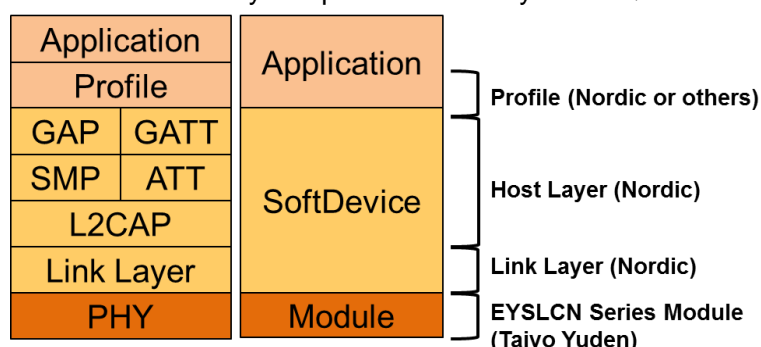 Application
Profile
GAP GATT
SMP ATT
L2CAP
Link Layer
PHY
Application
SoftDevice
Module
Profile (Nordic or others)
Host Layer (Nordic)
Link Layer (Nordic)
EYSLCN Series Module
(Taiyo Yuden)